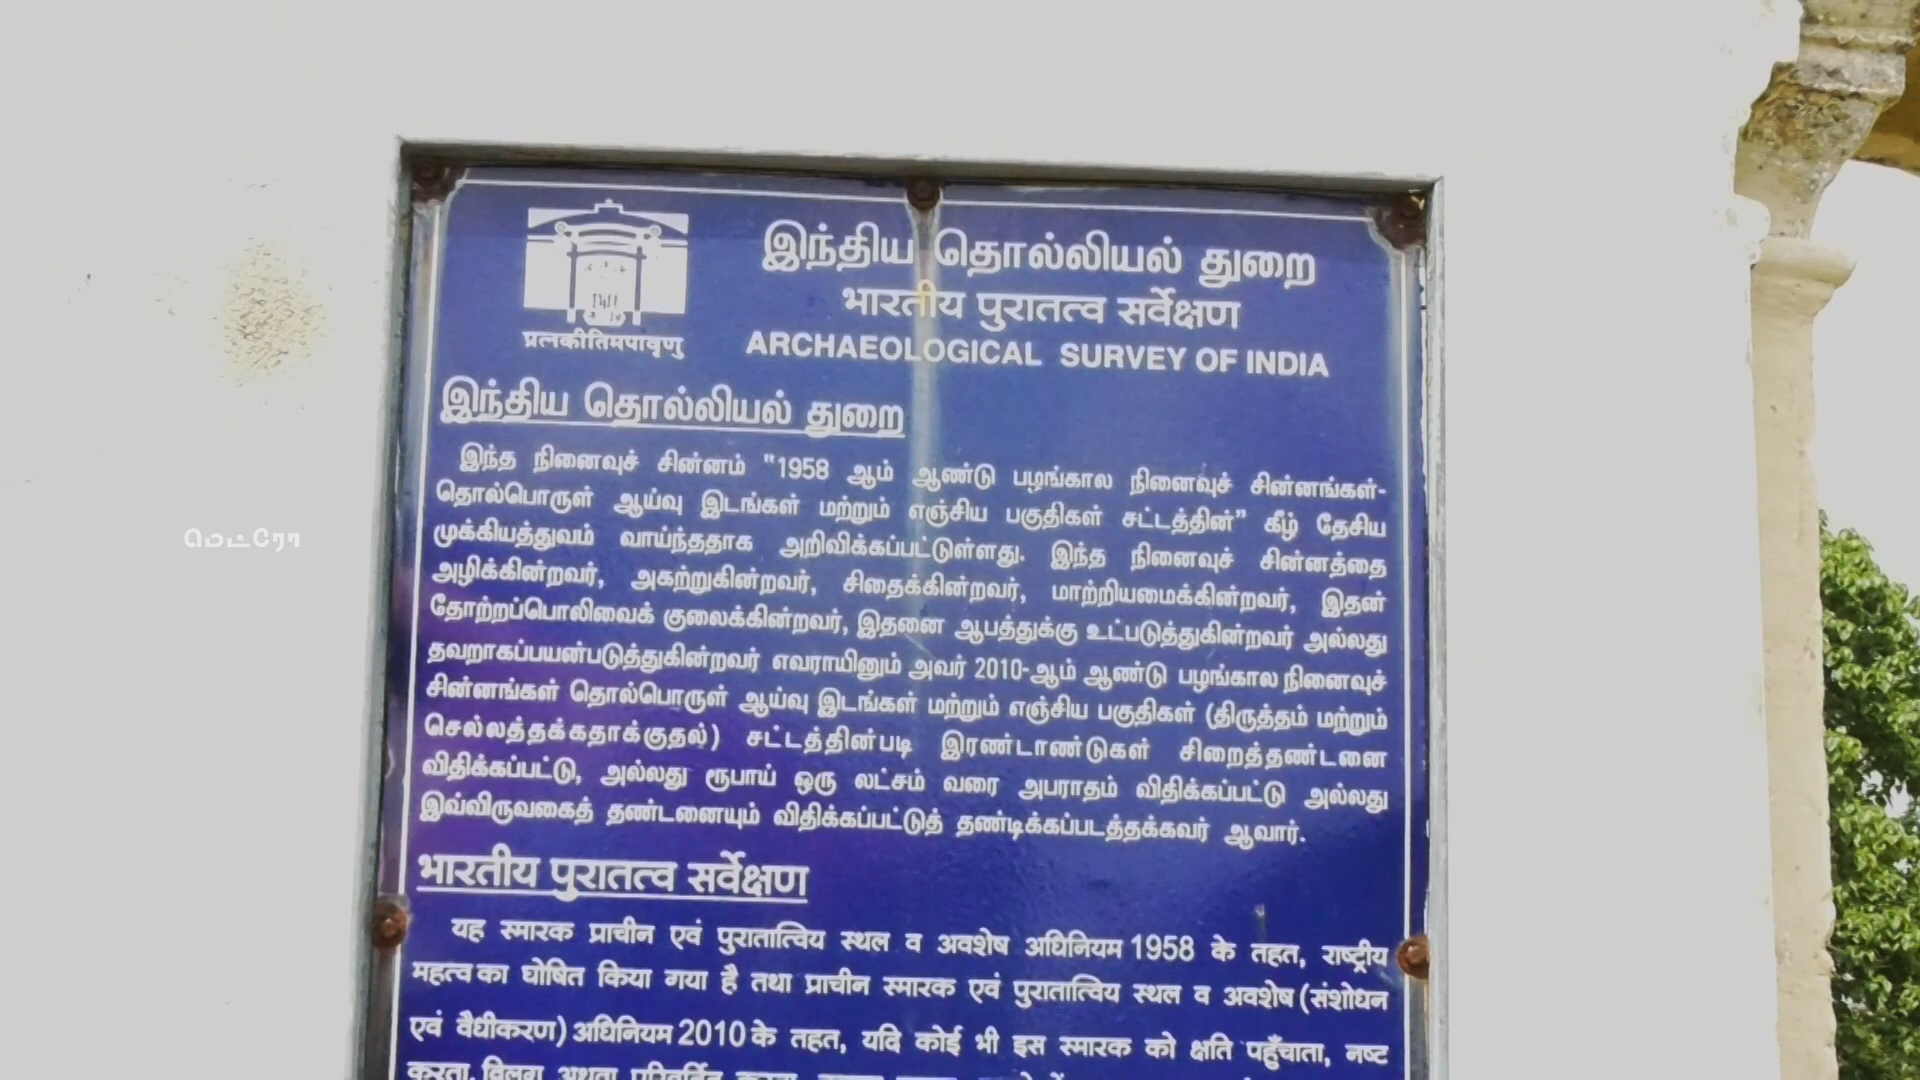 இந்திய தொல்லியல் துறை
भारतीय पुरातत्व सर्वेक्षण
प्रत्नकीर्तिमपावृणु
ARCHAEOLOGICAL SURVEY OF INDIA
இந்திய தொல்லியல் துறை
இந்த நினைவுச் சின்னம் "1958 ஆம் ஆண்டு பழங்கால நினைவுச் சின்னங்கள்-
தொல்பொருள் ஆய்வு இடங்கள் மற்றும் எஞ்சிய பகுதிகள் சட்டத்தின்" கீழ் தேசிய
முக்கியத்துவம் வாய்ந்ததாக அறிவிக்கப்பட்டுள்ளது. இந்த நினைவுச் சின்னத்தை
அழிக்கின்றவர், அகற்றுகின்றவர், சிதைக்கின்றவர், மாற்றியமைக்கின்றவர், இதன்
தோற்றப்பொலிவைக் குலைக்கின்றவர், இதனை ஆபத்துக்கு உட்படுத்துகின்றவர் அல்லது
தவறாகப்பயன்படுத்துகின்றவர் எவராயினும் அவர் 2010-ஆம் ஆண்டு பழங்கால நினைவுச்
சின்னங்கள் தொல்பொருள் ஆய்வு இடங்கள் மற்றும் எஞ்சிய பகுதிகள் (திருத்தம் மற்றும்
செல்லத்தக்கதாக்குதல்) சட்டத்தின்படி இரண்டாண்டுகள் சிறைத்தண்டனை
விதிக்கப்பட்டு, அல்லது ரூபாய் ஒரு லட்சம் வரை அபராதம் விதிக்கப்பட்டு அல்லது
இவ்விருவகைத் தண்டனையும் விதிக்கப்பட்டுத் தண்டிக்கப்படத்தக்கவர் ஆவார்.
மெட்ரோ
भारतीय पुरातत्व सर्वेक्षण
यह स्मारक प्राचीन एवं पुरातात्विय स्थल व अवशेष अधिनियम 1958 के तहत, राष्ट्रीय
महत्व का घोषित किया गया है तथा प्राचीन स्मारक एवं पुरातात्विय स्थल व अवशेष (संशोधन
एवं वैधीकरण) अधिनियम 2010 के तहत, यदि कोई भी इस स्मारक को क्षति पहुँचाता, नष्ट
करता, विलग अथवा परिवर्तित करता,